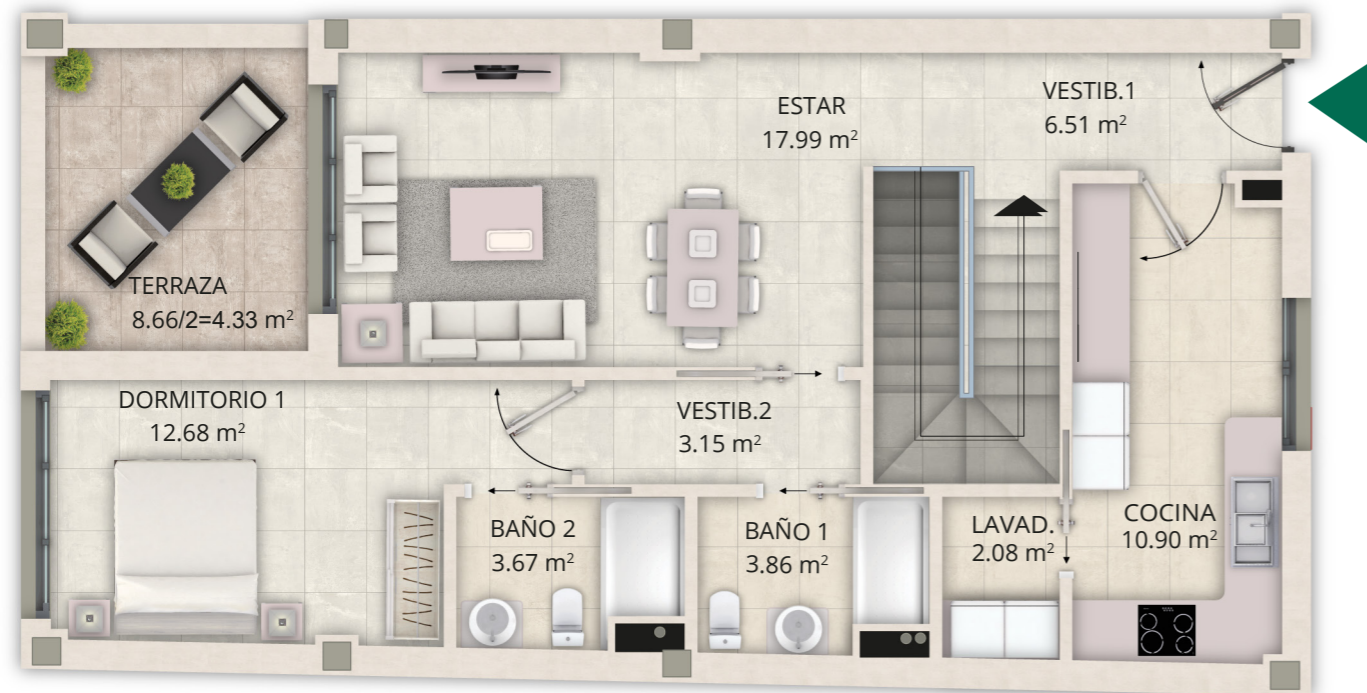 ESTAR
17.99 m²
VESTIB.1
6.51 m²
TERRAZA
8.66/2=4.33 m²
DORMITORIO 1
12.68 m²
VESTIB.2
3.15 m²
BAÑO 2
3.67 m²
BAÑO 1
3.86 m²
LAVAD.
2.08 m²
COCINA
10.90 m²